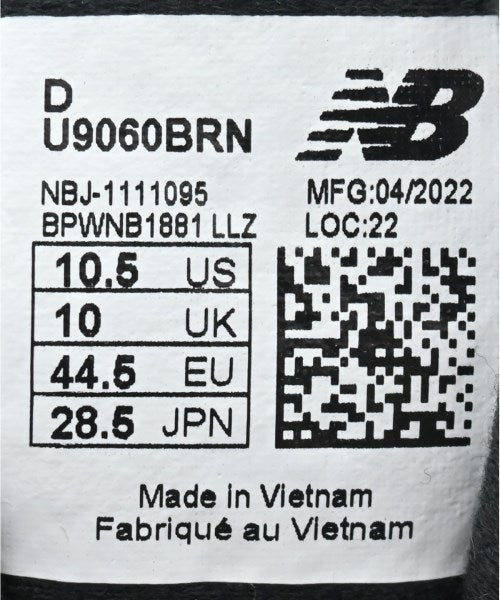 D
U9060BRN
NB
NBJ-1111095
MFG:04/2022
BPWNB1881 LLZ
LOC:22
10.5 US
10 UK
44.5 EU
28.5 JPN
Made in Vietnam
Fabriqué au Vietnam